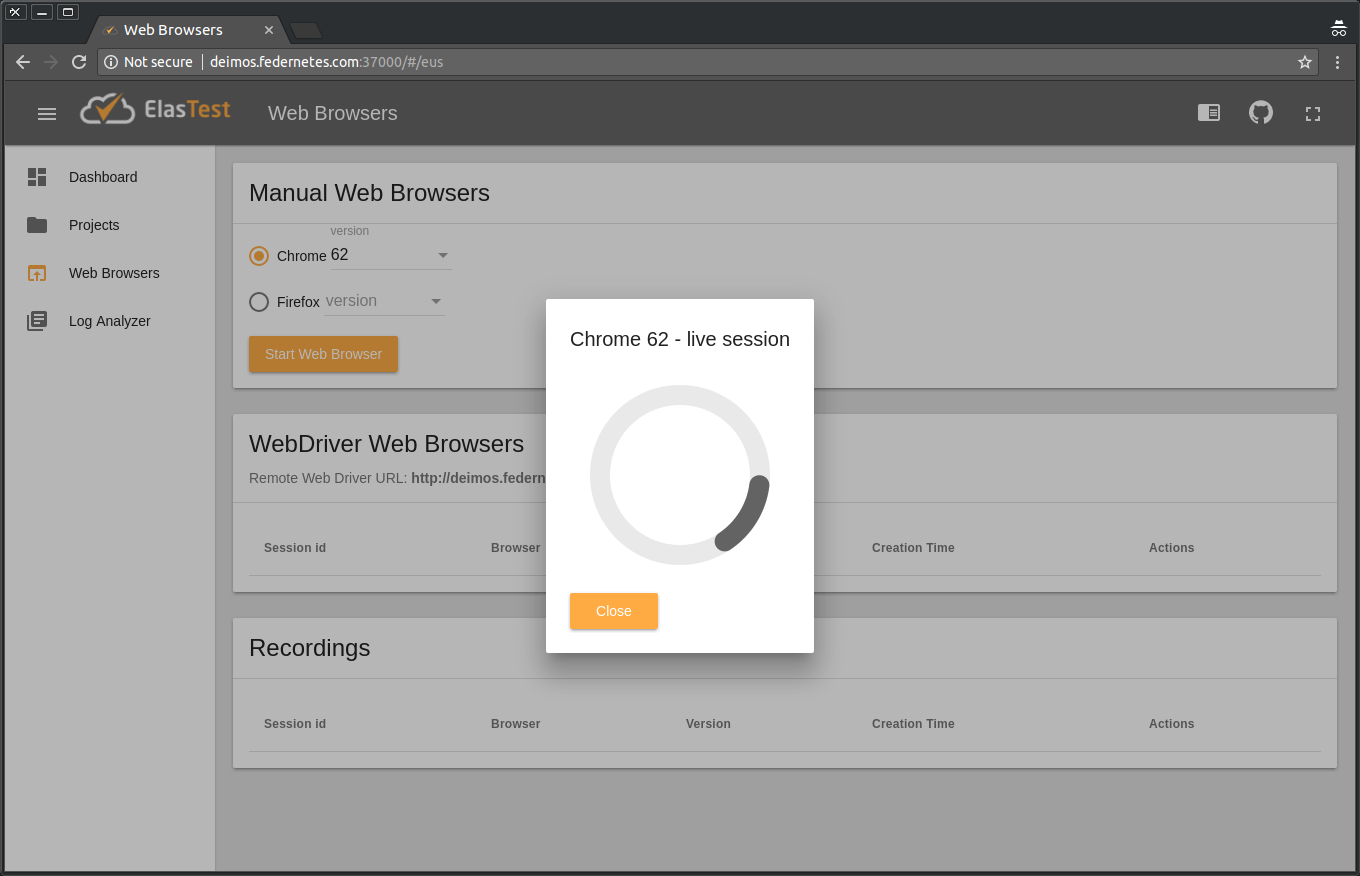 Web Browsers
Not secure | deimos.federnetes.com:37000/#/eus
ElasTest Web Browsers
Dashboard
Projects
Web Browsers
Log Analyzer
Manual Web Browsers
version
Chrome 62
Firefox version
Start Web Browser
Chrome 62 - live session
Close
WebDriver Web Browsers
Remote Web Driver URL: http://deimos.federn
Session id Browser Creation Time Actions
Recordings
Session id Browser Version Creation Time Actions